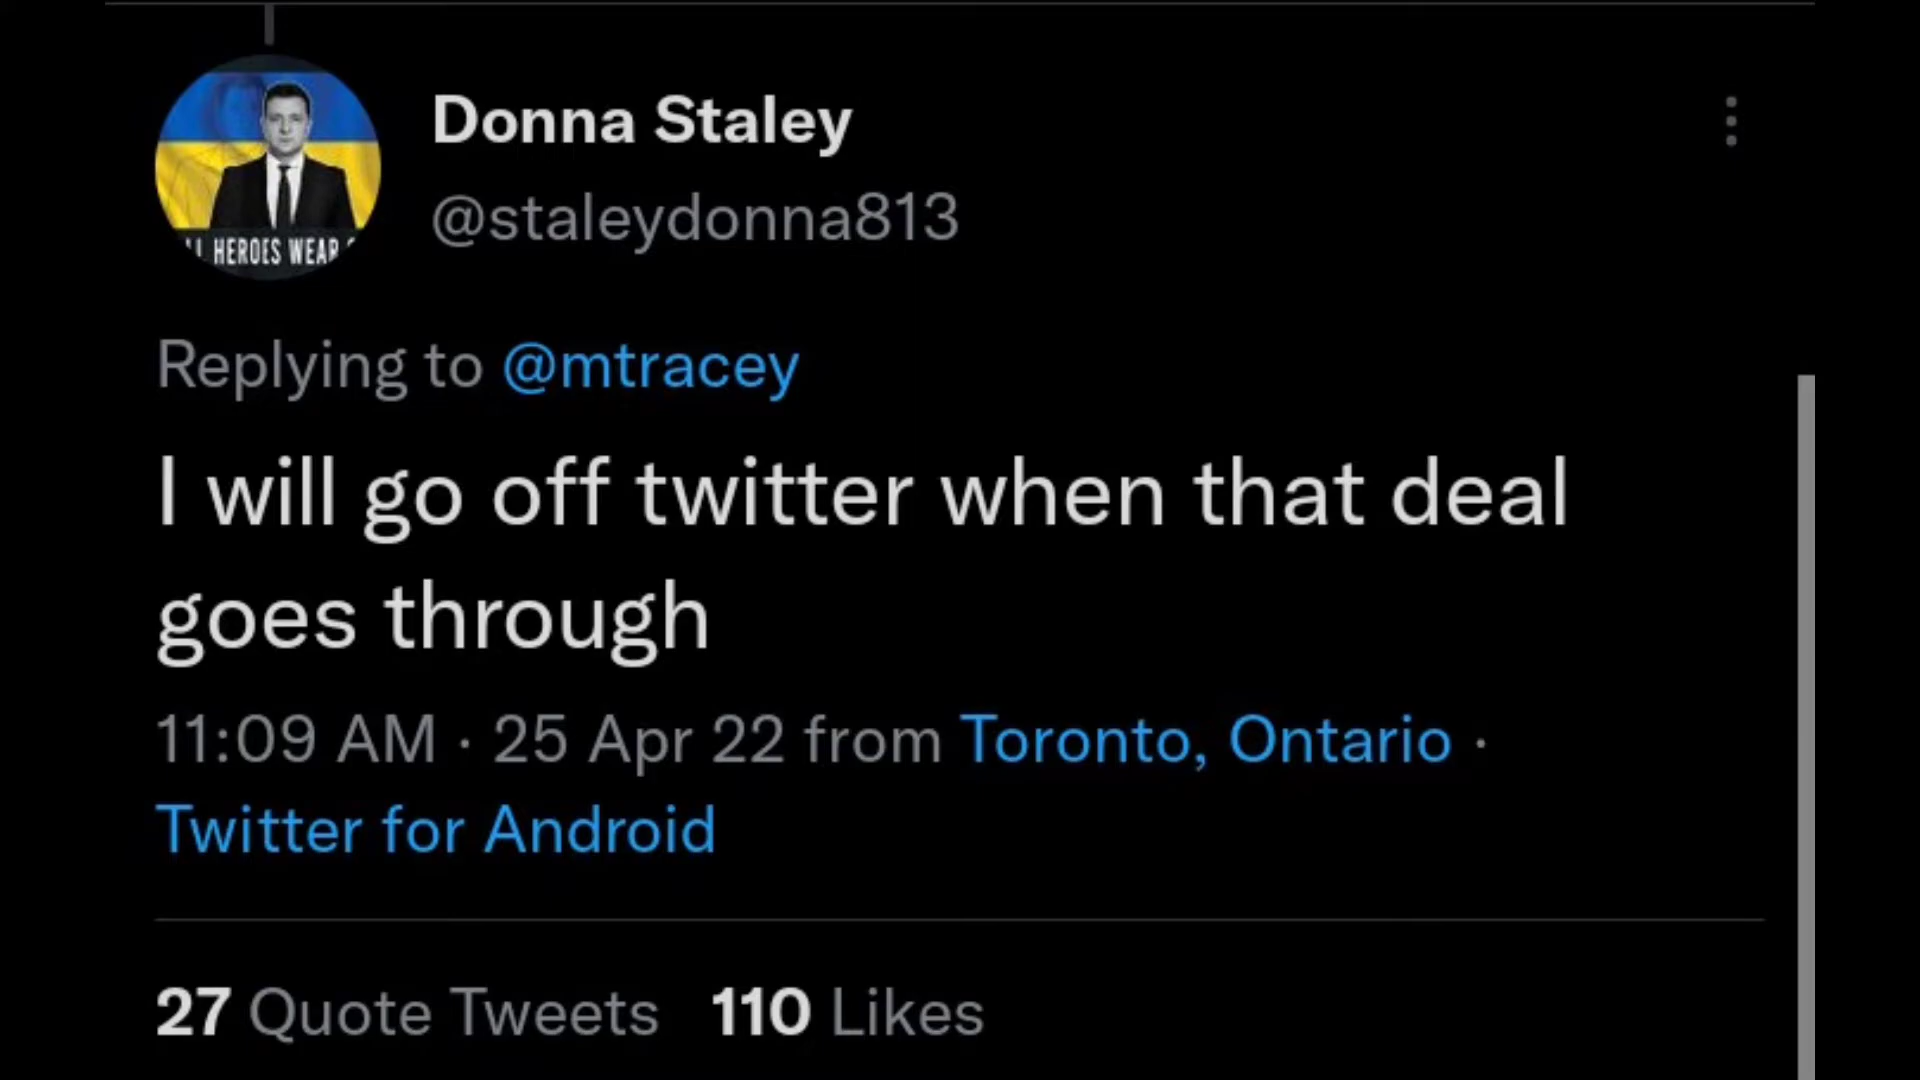 Donna Staley
@staleydonna813
HEROES WEAR
Replying to @mtracey
I will go off twitter when that deal
goes through
11:09 AM · 25 Apr 22 from Toronto, Ontario ·
Twitter for Android
27 Quote Tweets 110 Likes